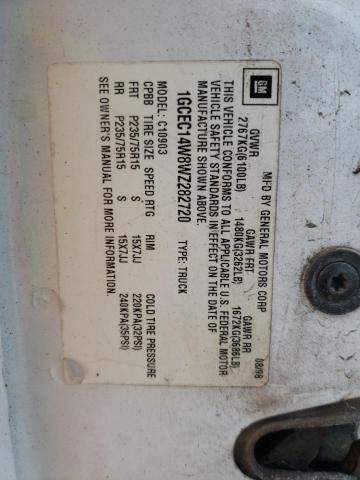 GM
MFD BY GENERAL MOTORS CORP 08/98
GVWR GAWR FRT GAWR RR
2767KG(6100LB) 1480KG(3262LB) 1672KG(3686LB)
THIS VEHICLE CONFORMS TO ALL APPLICABLE U.S. FEDERAL MOTOR
VEHICLE SAFETY STANDARDS IN EFFECT ON THE DATE OF
MANUFACTURE SHOWN ABOVE.
1GCEC14W8WZ282720 TYPE: TRUCK
MODEL: C10903
CPBB TIRE SIZE SPEED RTG RIM COLD TIRE PRESSURE
FRT P235/75R15 S 15X7JJ 220KPA(32PSI)
RR P235/75R15 S 15X7JJ 240KPA(35PSI)
SEE OWNER'S MANUAL FOR MORE INFORMATION.